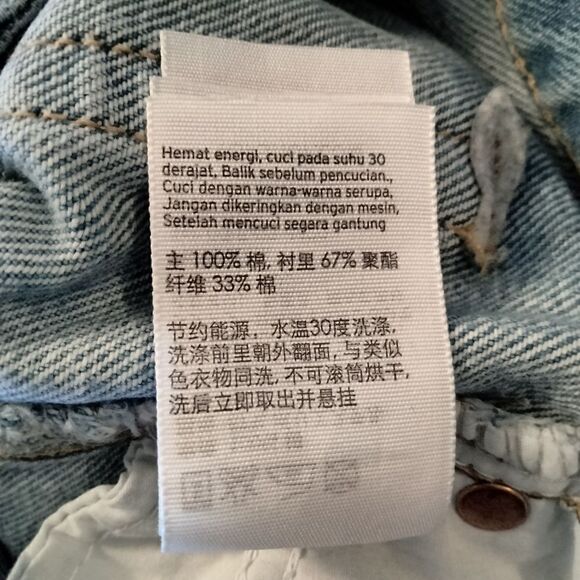 Hemat energi, cuci pada suhu 30
derajat. Balik sebelum pencucian.,
Cuci dengan warna-warna serupa,
Jangan dikeringkan dengan mesin,
Setelah mencuci segara gantung
主 100% 棉, 衬里 67% 聚酯
纤维 33% 棉
节约能源, 水温30度洗涤,
洗涤前里朝外翻面, 与类似
色衣物同洗, 不可滚筒烘干,
洗后立即取出并悬挂